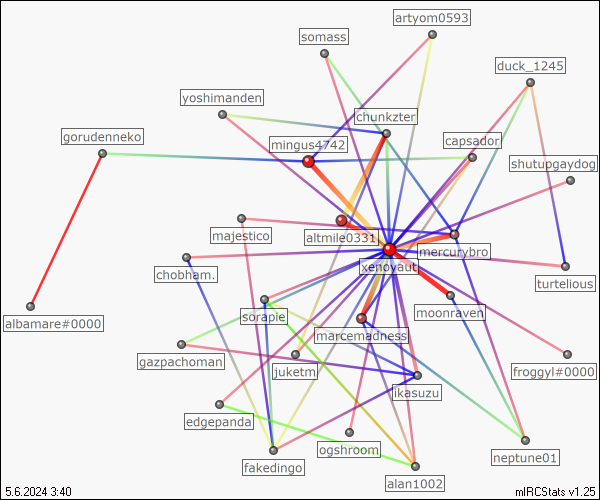 artyom0593
somass
duck_1245
yoshimanden
chunkzter
gorudenneko
mingus4742
capsador
shutupgaydog
majestico
altmile0331
mercurybro
xenoyaut
chobham.
turtelious
moonraven
albamare#0000
sorapie
marcemadness
gazpachoman
juketm
froggyl#0000
ikasuzu
edgepanda
ogshroom
neptune01
fakedingo
alan1002
5.6.2024 3:40
mIRCStats v1.25